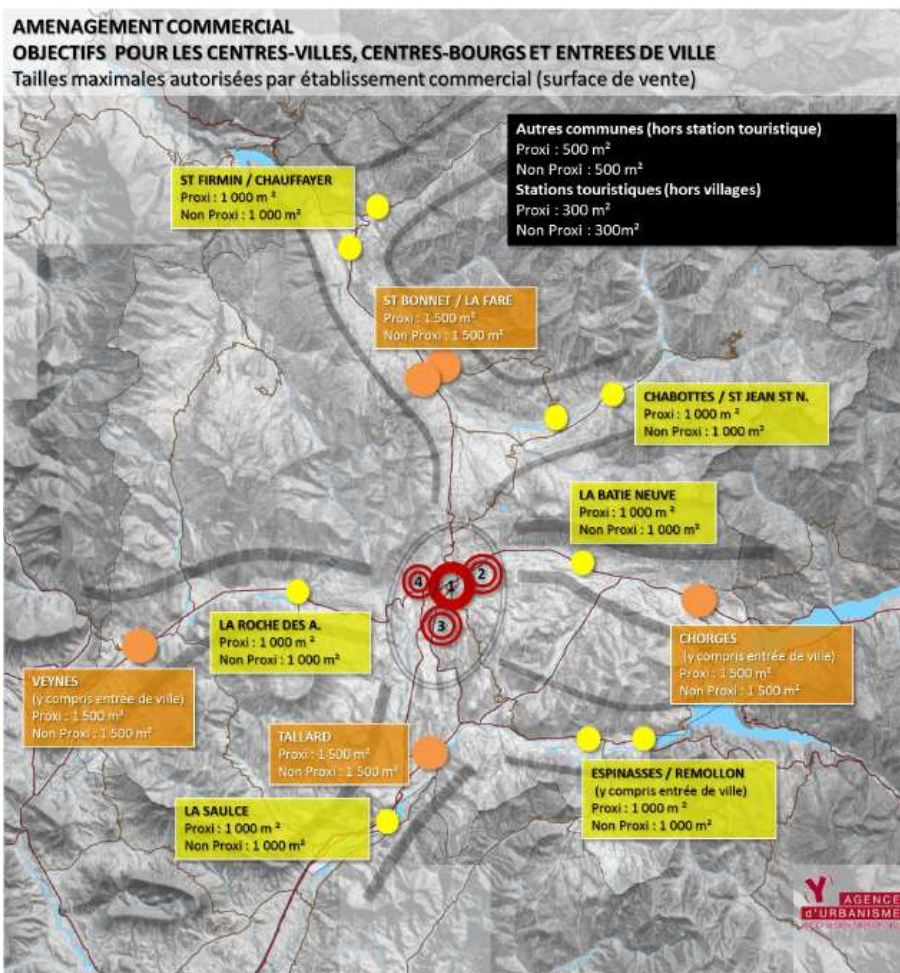 AMENAGEMENT COMMERCIAL
OBJECTIFS POUR LES CENTRES-VILLES, CENTRES-BOURGS ET ENTREES DE VILLE
Tailles maximales autorisées par établissement commercial (surface de vente)
Autres communes (hors station touristique)
Proxi : 500 m²
Non Proxi : 500 m²
Stations touristiques (hors villages)
Proxi : 300 m²
Non Proxi : 300m²
ST FIRMIN / CHAUFFAYER
Proxi : 1 000 m ²
Non Proxi : 1 000 m²
ST BONNET / LA FARE
Proxi : 1.500 m²
Non Proxi : 1 500 m²
CHABOTTES / ST JEAN ST N.
Proxi : 1 000 m ²
Non Proxi : 1 000 m²
LA BATIE NEUVE
Proxi : 1 000 m ²
Non Proxi : 1 000 m²
4
1
2
3
LA ROCHE DES A.
Proxi : 1 000 m ²
Non Proxi : 1 000 m²
CHORGES
(y compris entrée de ville)
Proxi : 1 500 m²
Non Proxi : 1 500 m²
VEYNES
(y compris entrée de ville)
Proxi : 1 500 m²
Non Proxi : 1 500 m²
TALLARD
Proxi : 1 500 m²
Non Proxi : 1 500 m²
ESPINASSES / REMOLLON
(y compris entrée de ville)
Proxi : 1 000 m ²
Non Proxi : 1 000 m²
LA SAULCE
Proxi : 1 000 m ²
Non Proxi : 1 000 m²
AGENCE
d'URBANISME